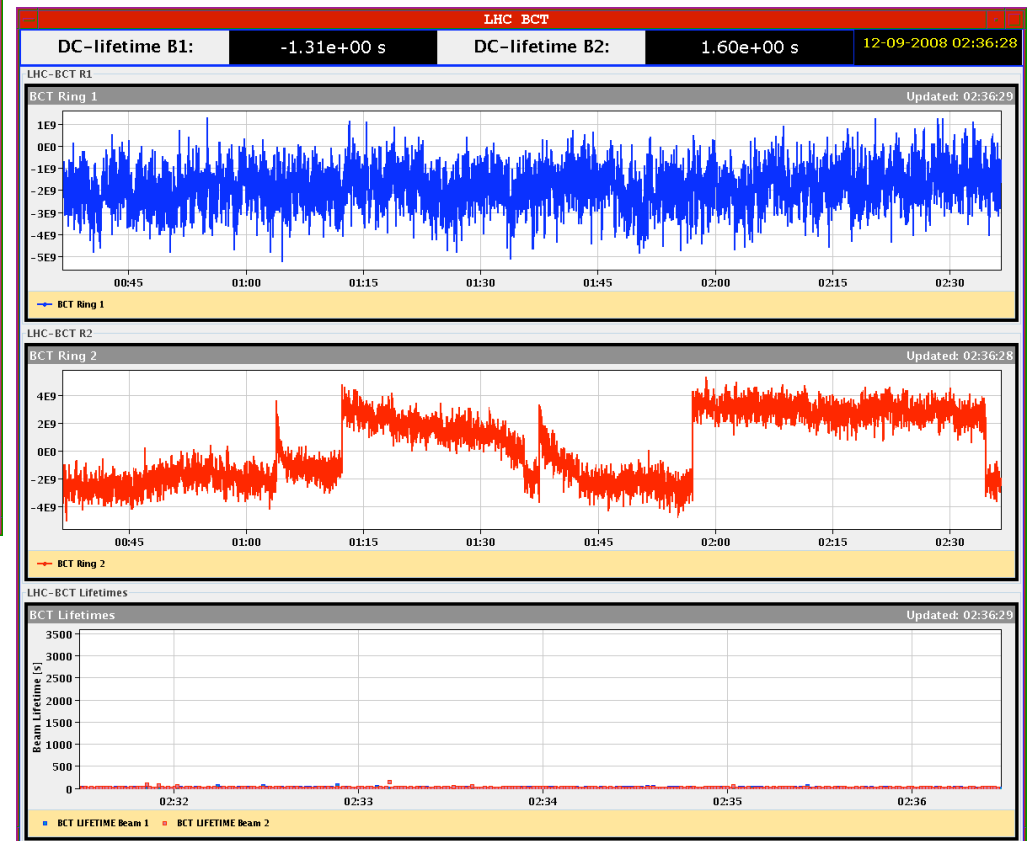 LHC BCT
DC-lifetime B1: -1.31e+00 s DC-lifetime B2: 1.60e+00 s 12-09-2008 02:36:28
LHC-BCT R1
BCT Ring 1 Updated: 02:36:29
1E9
0E0
-1E9
-2E9
-3E9
-4E9
-5E9
00:45 01:00 01:15 01:30 01:45 02:00 02:15 02:30
BCT Ring 1
LHC-BCT R2
BCT Ring 2 Updated: 02:36:28
4E9
2E9
0E0
-2E9
-4E9
00:45 01:00 01:15 01:30 01:45 02:00 02:15 02:30
BCT Ring 2
LHC-BCT Lifetimes
BCT Lifetimes Updated: 02:36:29
Beam Lifetime [s]
3500
3000
2500
2000
1500
1000
500
0
02:32 02:33 02:34 02:35 02:36
BCT LIFETIME Beam 1 BCT LIFETIME Beam 2